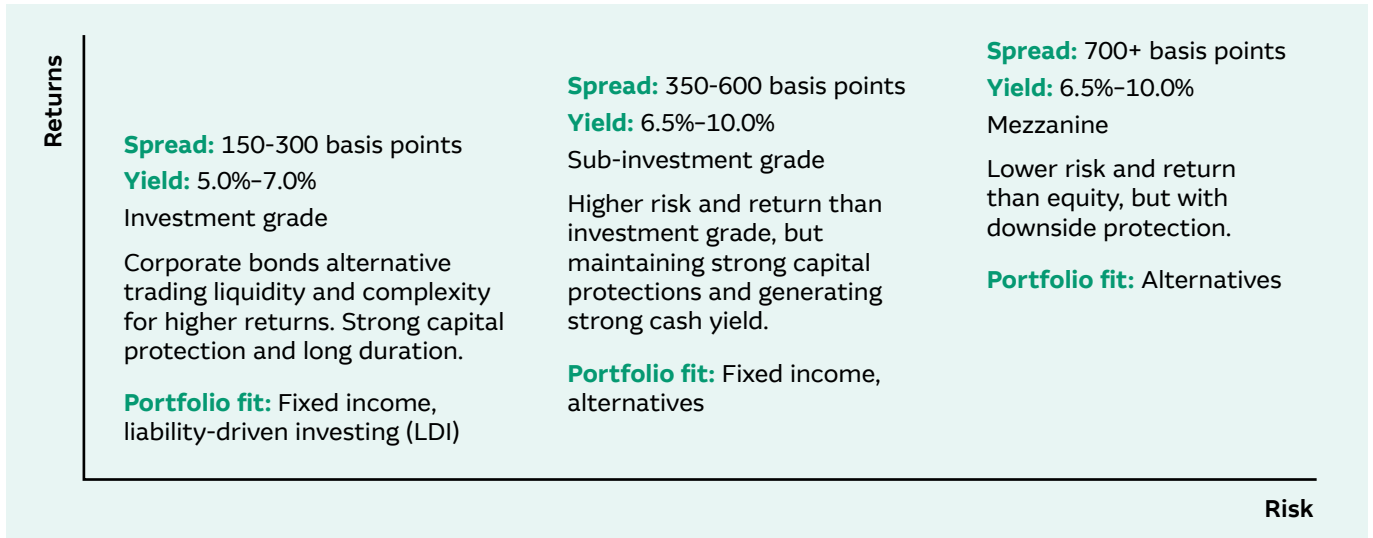 Returns
Spread: 150-300 basis points
Yield: 5.0%–7.0%
Investment grade
Corporate bonds alternative
trading liquidity and complexity
for higher returns. Strong capital
protection and long duration.
Portfolio fit: Fixed income,
liability-driven investing (LDI)
Spread: 350-600 basis points
Yield: 6.5%–10.0%
Sub-investment grade
Higher risk and return than
investment grade, but
maintaining strong capital
protections and generating
strong cash yield.
Portfolio fit: Fixed income,
alternatives
Spread: 700+ basis points
Yield: 6.5%–10.0%
Mezzanine
Lower risk and return
than equity, but with
downside protection.
Portfolio fit: Alternatives
Risk